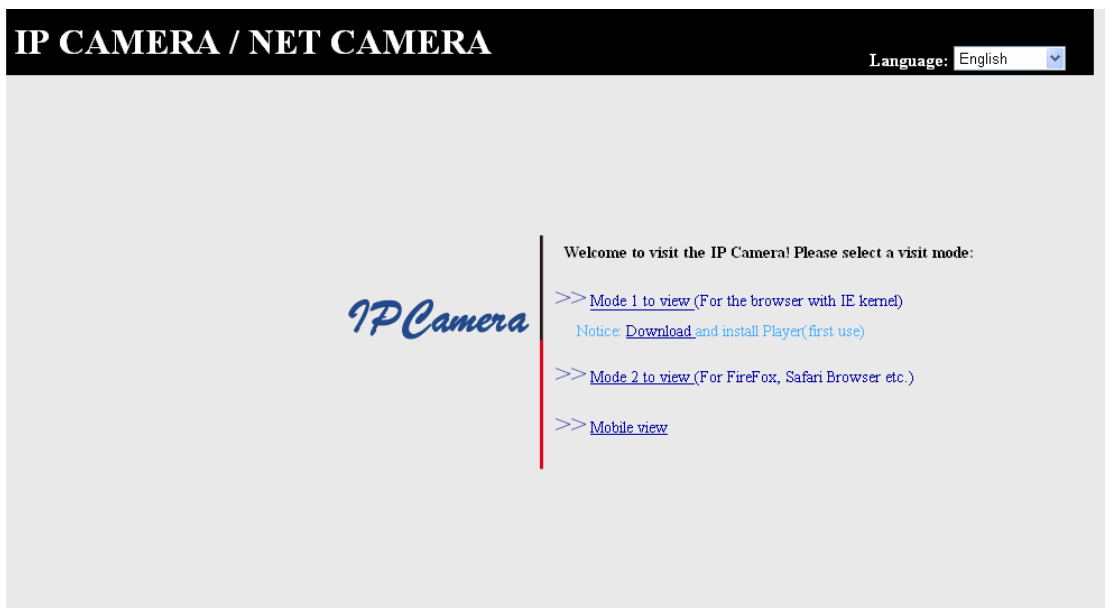 IP CAMERA / NET CAMERA
Language: English
Welcome to visit the IP Camera! Please select a visit mode:
>> Mode 1 to view (For the browser with IE kernel)
IPCamera
Notice: Download and install Player(first use)
>> Mode 2 to view (For FireFox, Safari Browser etc.)
>> Mobile view